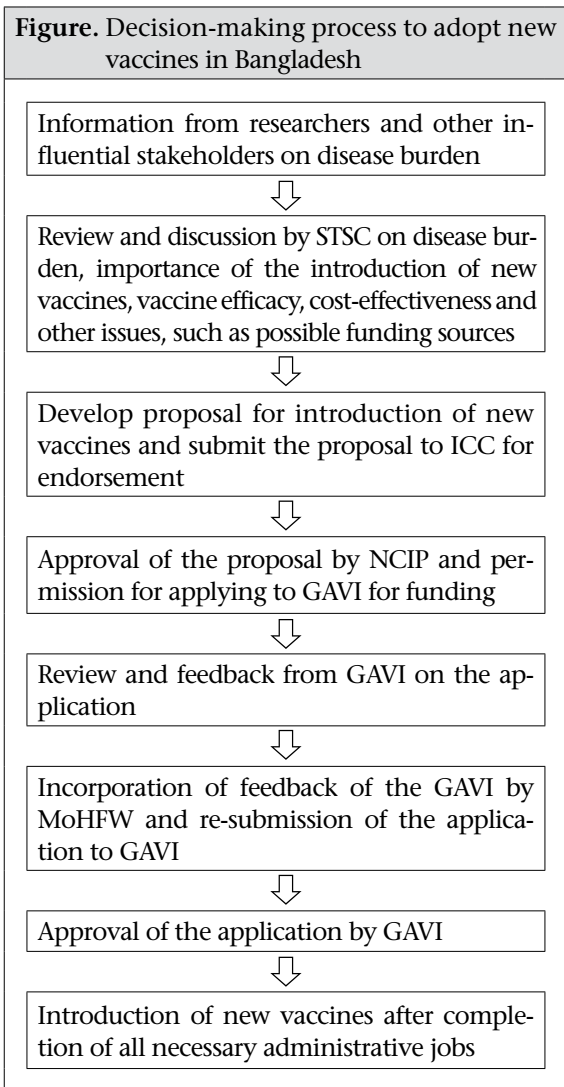 Figure. Decision-making process to adopt new
vaccines in Bangladesh
Information from researchers and other in-
fluential stakeholders on disease burden
Review and discussion by STSC on disease bur-
den, importance of the introduction of new
vaccines, vaccine efficacy, cost-effectiveness and
other issues, such as possible funding sources
Develop proposal for introduction of new
vaccines and submit the proposal to ICC for
endorsement
Approval of the proposal by NCIP and per-
mission for applying to GAVI for funding
Review and feedback from GAVI on the ap-
plication
Incorporation of feedback of the GAVI by
MoHFW and re-submission of the applica-
tion to GAVI
Approval of the application by GAVI
Introduction of new vaccines after comple-
tion of all necessary administrative jobs